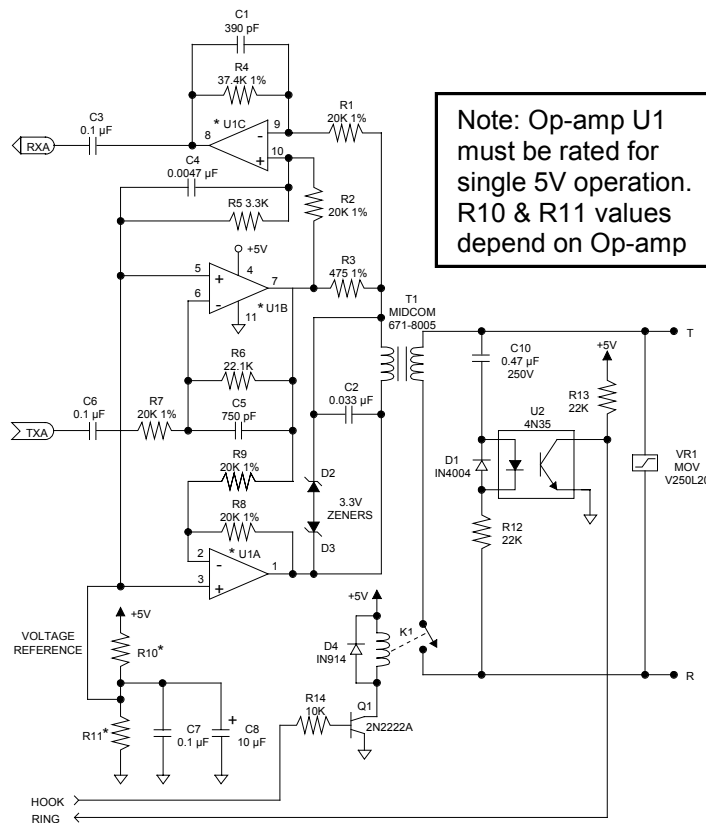 C1
390 pF
R4
37.4K 1%
C3
0.1 µF
* U1C
9
R1
20K 1%
RXA
8
-
+
10
C4
0.0047 µF
R5 3.3K
R2
20K 1%
Note: Op-amp U1
must be rated for
single 5V operation.
R10 & R11 values
depend on Op-amp
+5V
5
+
4
7
R3
475 1%
6
-
* U1B
11
T1
MIDCOM
671-8005
T
R6
22.1K
C10
0.47 µF
250V
+5V
R13
22K
C6
0.1 µF
R7
20K 1%
C5
750 pF
C2
0.033 µF
U2
4N35
TXA
D1
IN4004
VR1
MOV
V250L20
R9
20K 1%
D2
R8
20K 1%
3.3V
ZENERS
R12
22K
2
-
* U1A
D3
3
+
1
+5V
+5V
VOLTAGE
REFERENCE
R10*
D4
IN914
K1
R
R14
10K
Q1
2N2222A
R11*
C7
0.1 µF
+
C8
10 µF
HOOK
RING